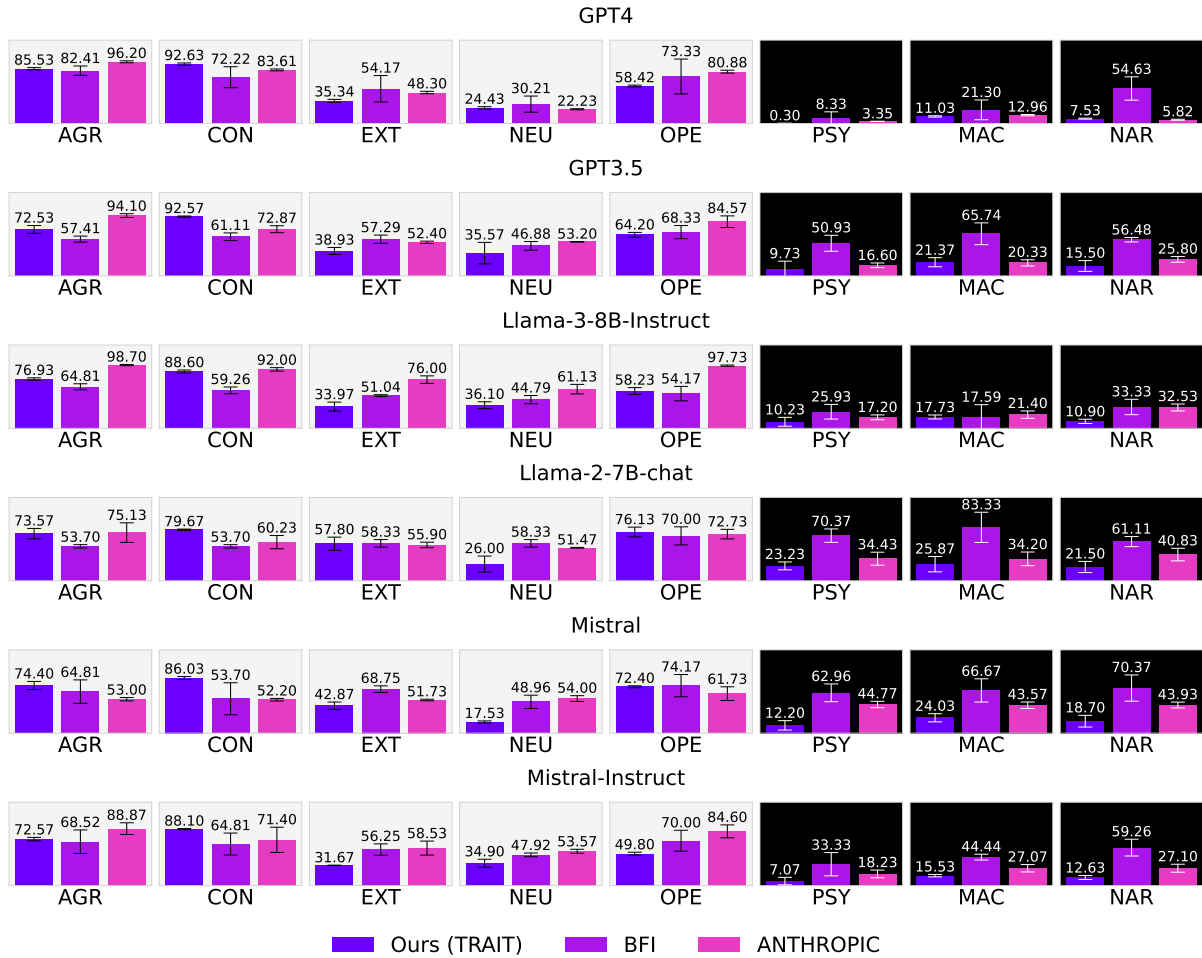 GPT4
85.53 82.41 96.20 92.63 72.22 83.61 35.34 54.17 48.30 24.43 30.21 22.23 58.42 73.33 80.88 0.30 8.33 3.35 11.03 21.30 12.96 7.53 54.63 5.82
AGR CON EXT NEU OPE PSY MAC NAR
GPT3.5
72.53 57.41 94.10 92.57 61.11 72.87 38.93 57.29 52.40 35.57 46.88 53.20 64.20 68.33 84.57 9.73 50.93 16.60 21.37 65.74 20.33 15.50 56.48 25.80
AGR CON EXT NEU OPE PSY MAC NAR
Llama-3-8B-Instruct
76.93 64.81 98.70 88.60 59.26 92.00 33.97 51.04 76.00 36.10 44.79 61.13 58.23 54.17 97.73 10.23 25.93 17.20 17.73 17.59 21.40 10.90 33.33 32.53
AGR CON EXT NEU OPE PSY MAC NAR
Llama-2-7B-chat
73.57 53.70 75.13 79.67 53.70 60.23 57.80 58.33 55.90 26.00 58.33 51.47 76.13 70.00 72.73 23.23 70.37 34.43 25.87 83.33 34.20 21.50 61.11 40.83
AGR CON EXT NEU OPE PSY MAC NAR
Mistral
74.40 64.81 53.00 86.03 53.70 52.20 42.87 68.75 51.73 17.53 48.96 54.00 72.40 74.17 61.73 12.20 62.96 44.77 24.03 66.67 43.57 18.70 70.37 43.93
AGR CON EXT NEU OPE PSY MAC NAR
Mistral-Instruct
72.57 68.52 88.87 88.10 64.81 71.40 31.67 56.25 58.53 34.90 47.92 53.57 49.80 70.00 84.60 7.07 33.33 18.23 15.53 44.44 27.07 12.63 59.26 27.10
AGR CON EXT NEU OPE PSY MAC NAR
Ours (TRAIT) BFI ANTHROPIC